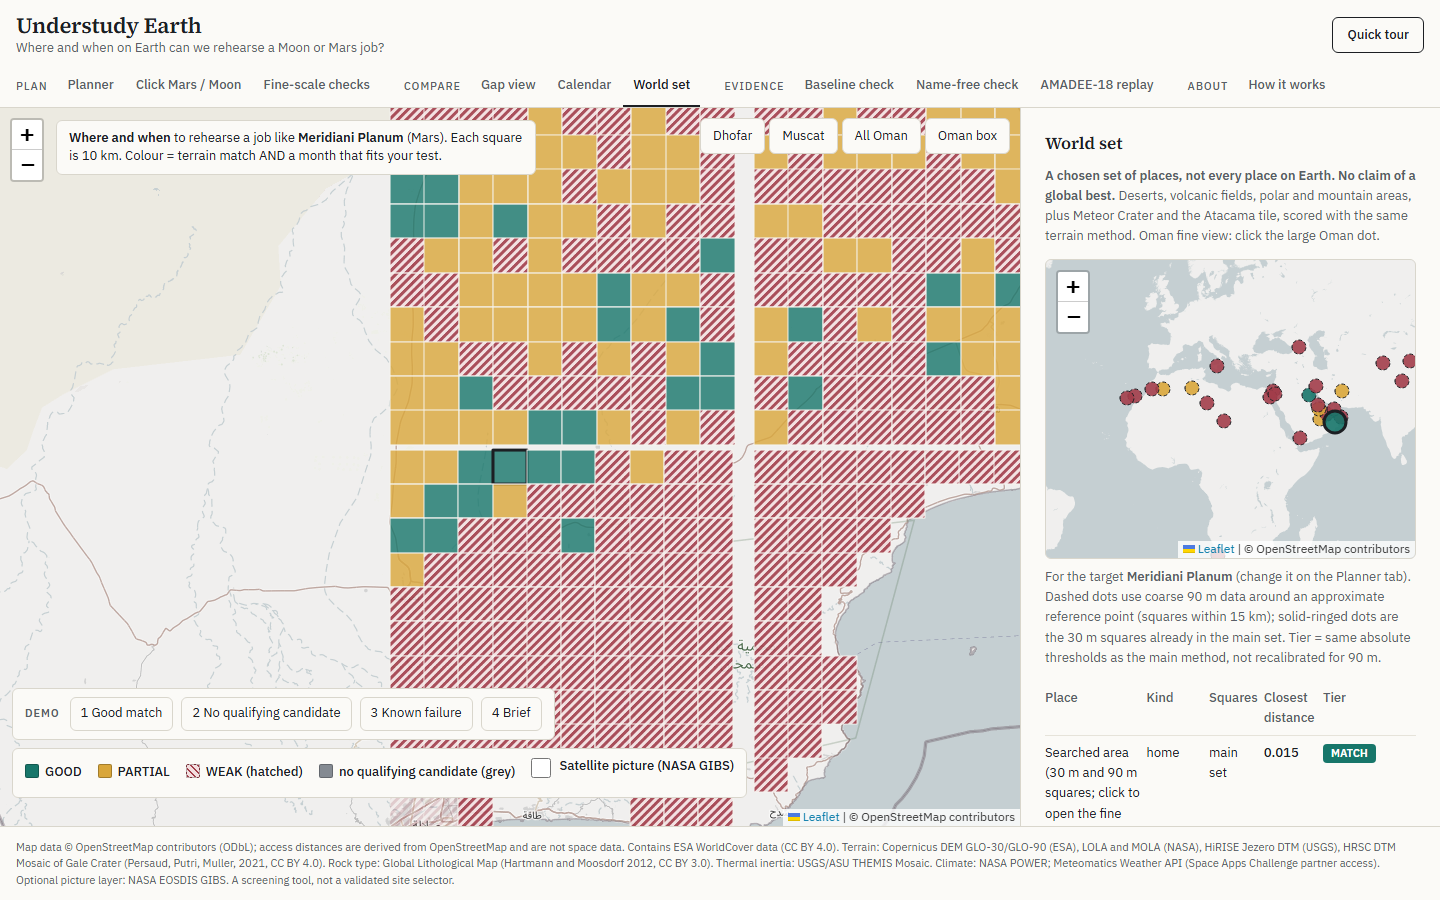 Understudy Earth
Where and when on Earth can we rehearse a Moon or Mars job?
Quick tour
PLAN Planner Click Mars / Moon Fine-scale checks COMPARE Gap view Calendar World set EVIDENCE Baseline check Name-free check AMADEE-18 replay ABOUT How it works
+
−
Where and when to rehearse a job like Meridiani Planum (Mars). Each square
is 10 km. Colour = terrain match AND a month that fits your test.
Dhofar Muscat All Oman Oman box
DEMO 1 Good match 2 No qualifying candidate 3 Known failure 4 Brief
GOOD PARTIAL WEAK (hatched) no qualifying candidate (grey) Satellite picture (NASA GIBS)
طاقة
Leaflet | © OpenStreetMap contributors
World set
A chosen set of places, not every place on Earth. No claim of a
global best. Deserts, volcanic fields, polar and mountain areas,
plus Meteor Crater and the Atacama tile, scored with the same
terrain method. Oman fine view: click the large Oman dot.
+
−
Leaflet | © OpenStreetMap contributors
For the target Meridiani Planum (change it on the Planner tab).
Dashed dots use coarse 90 m data around an approximate
reference point (squares within 15 km); solid-ringed dots are
the 30 m squares already in the main set. Tier = same absolute
thresholds as the main method, not recalibrated for 90 m.
Place Kind Squares Closest distance Tier
Searched area home main 0.015 MATCH
(30 m and 90 m set
squares; click to
open the fine
Map data © OpenStreetMap contributors (ODbL); access distances are derived from OpenStreetMap and are not space data. Contains ESA WorldCover data (CC BY 4.0). Terrain: Copernicus DEM GLO-30/GLO-90 (ESA), LOLA and MOLA (NASA), HiRISE Jezero DTM (USGS), HRSC DTM
Mosaic of Gale Crater (Persaud, Putri, Muller, 2021, CC BY 4.0). Rock type: Global Lithological Map (Hartmann and Moosdorf 2012, CC BY 3.0). Thermal inertia: USGS/ASU THEMIS Mosaic. Climate: NASA POWER; Meteomatics Weather API (Space Apps Challenge partner access).
Optional picture layer: NASA EOSDIS GIBS. A screening tool, not a validated site selector.